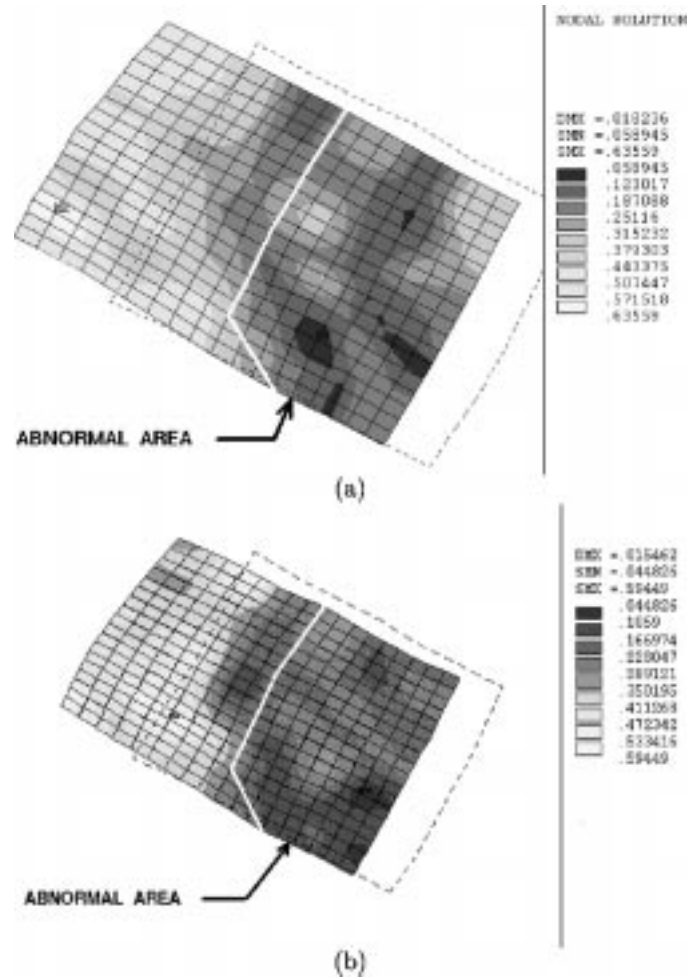 NODAL SOLUTION
DMX =.018236
SMN =.058945
SMX =.63559
.058945
.123017
.187088
.25116
.315232
.379303
.443375
.507447
.571518
.63559
ABNORMAL AREA
(a)
DMX =.015462
SMN =.044826
SMX =.59449
.044826
.1059
.166974
.228047
.289121
.350195
.411268
.472342
.533416
.59449
ABNORMAL AREA
(b)